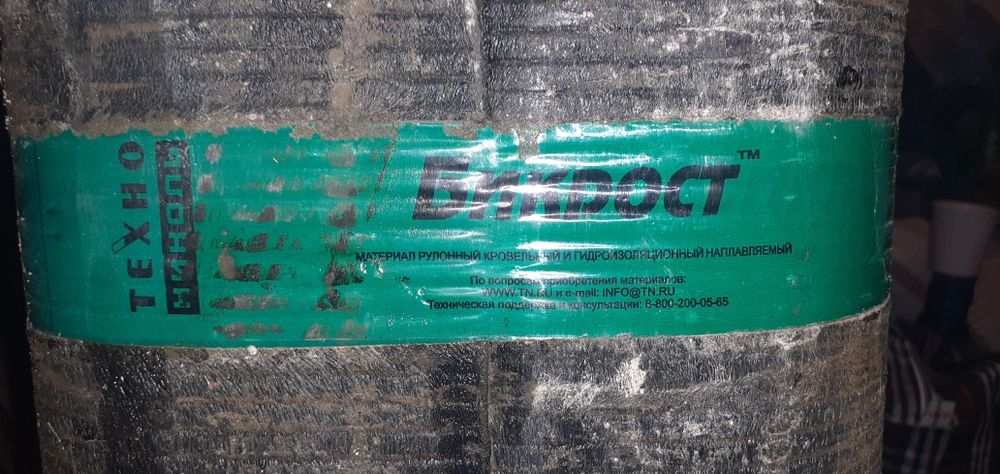 ТЕХНО
НИКОЛЬ
Бикрост™
МАТЕРИАЛ РУЛОННЫЙ КРОВЕЛЬНЫЙ И ГИДРОИЗОЛЯЦИОННЫЙ НАПЛАВЛЯЕМЫЙ
По вопросам приобретения материалов:
WWW.TN.RU и e-mail: INFO@TN.RU
Техническая поддержка и консультации: 8-800-200-05-65